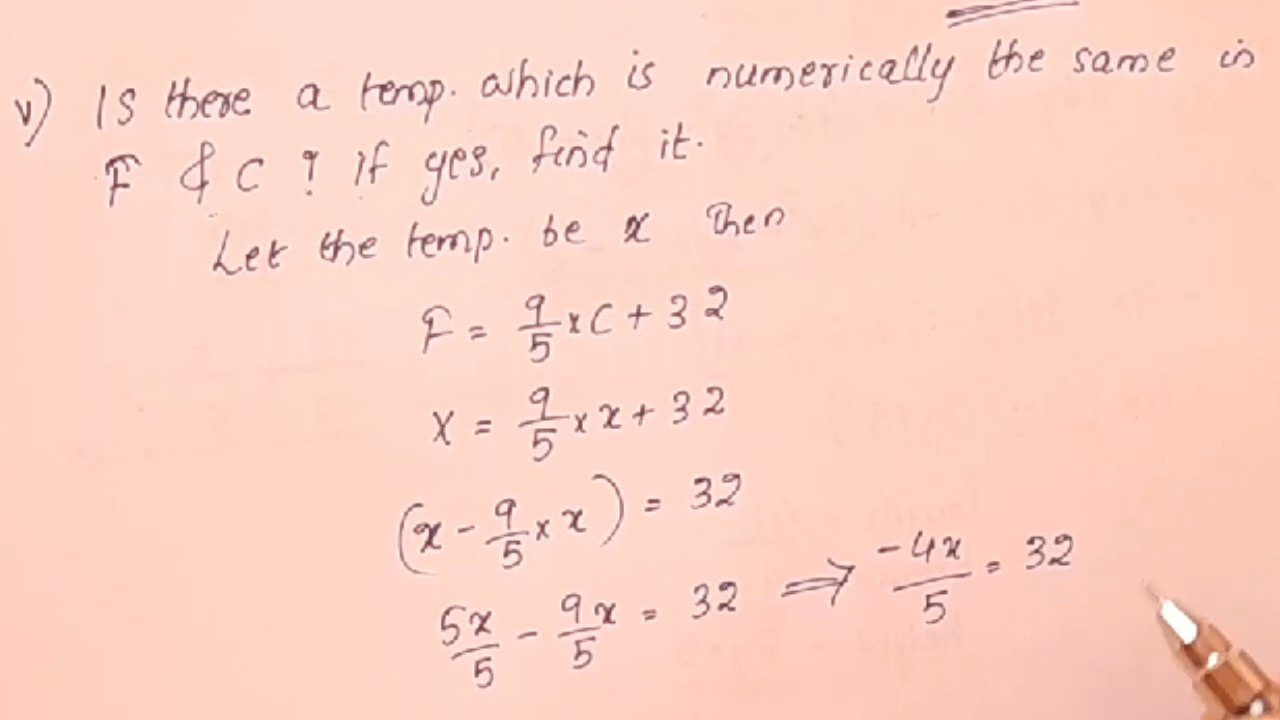 v) Is there a temp. which is numerically the same in
F & C ? If yes, find it.
Let the temp. be x Then
F = 9/5 × C + 32
x = 9/5 × x + 32
(x - 9/5 × x) = 32
5x/5 - 9x/5 = 32 ⇒ -4x/5 = 32